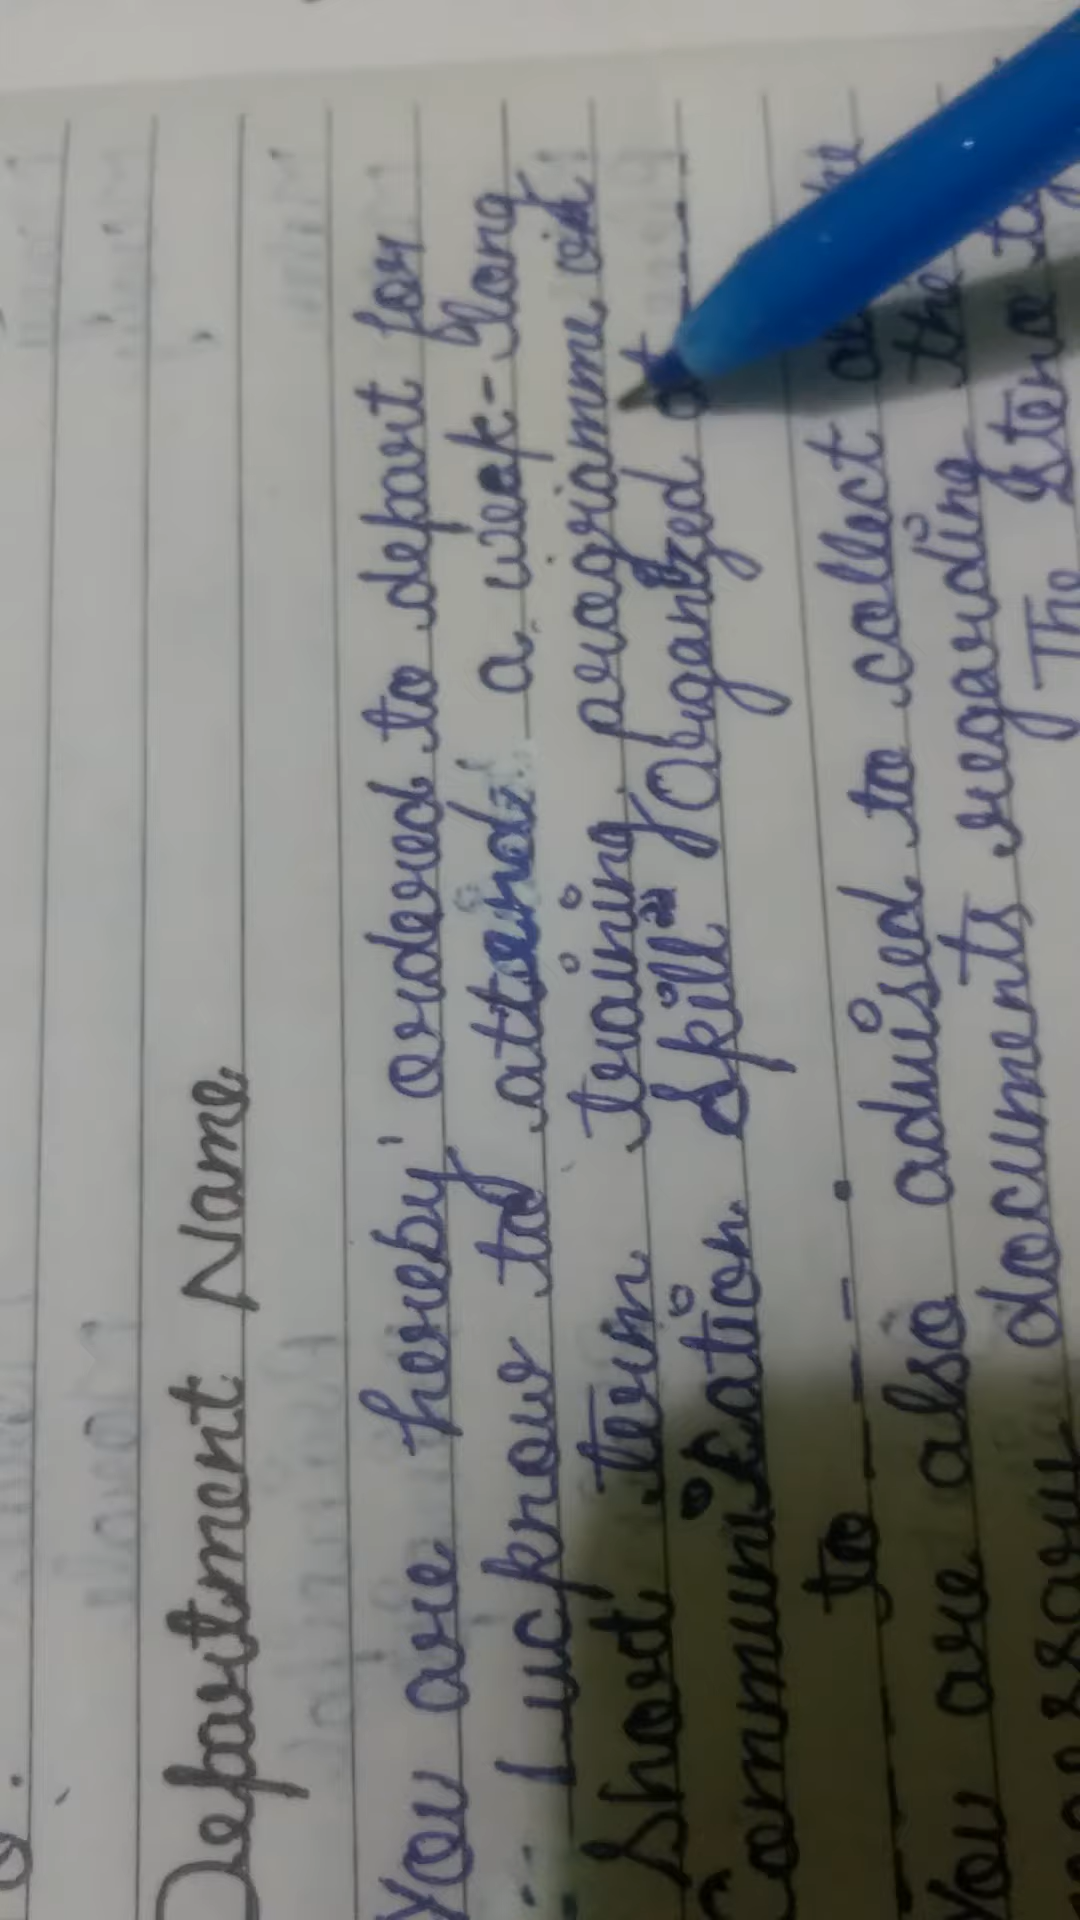 Department Name
You are hereby ordered to depart for
Lucknow to attend a week-long
Short term training programme on
Communication Skill" Organized at
to
You are also advised to collect
documents regarding the
The